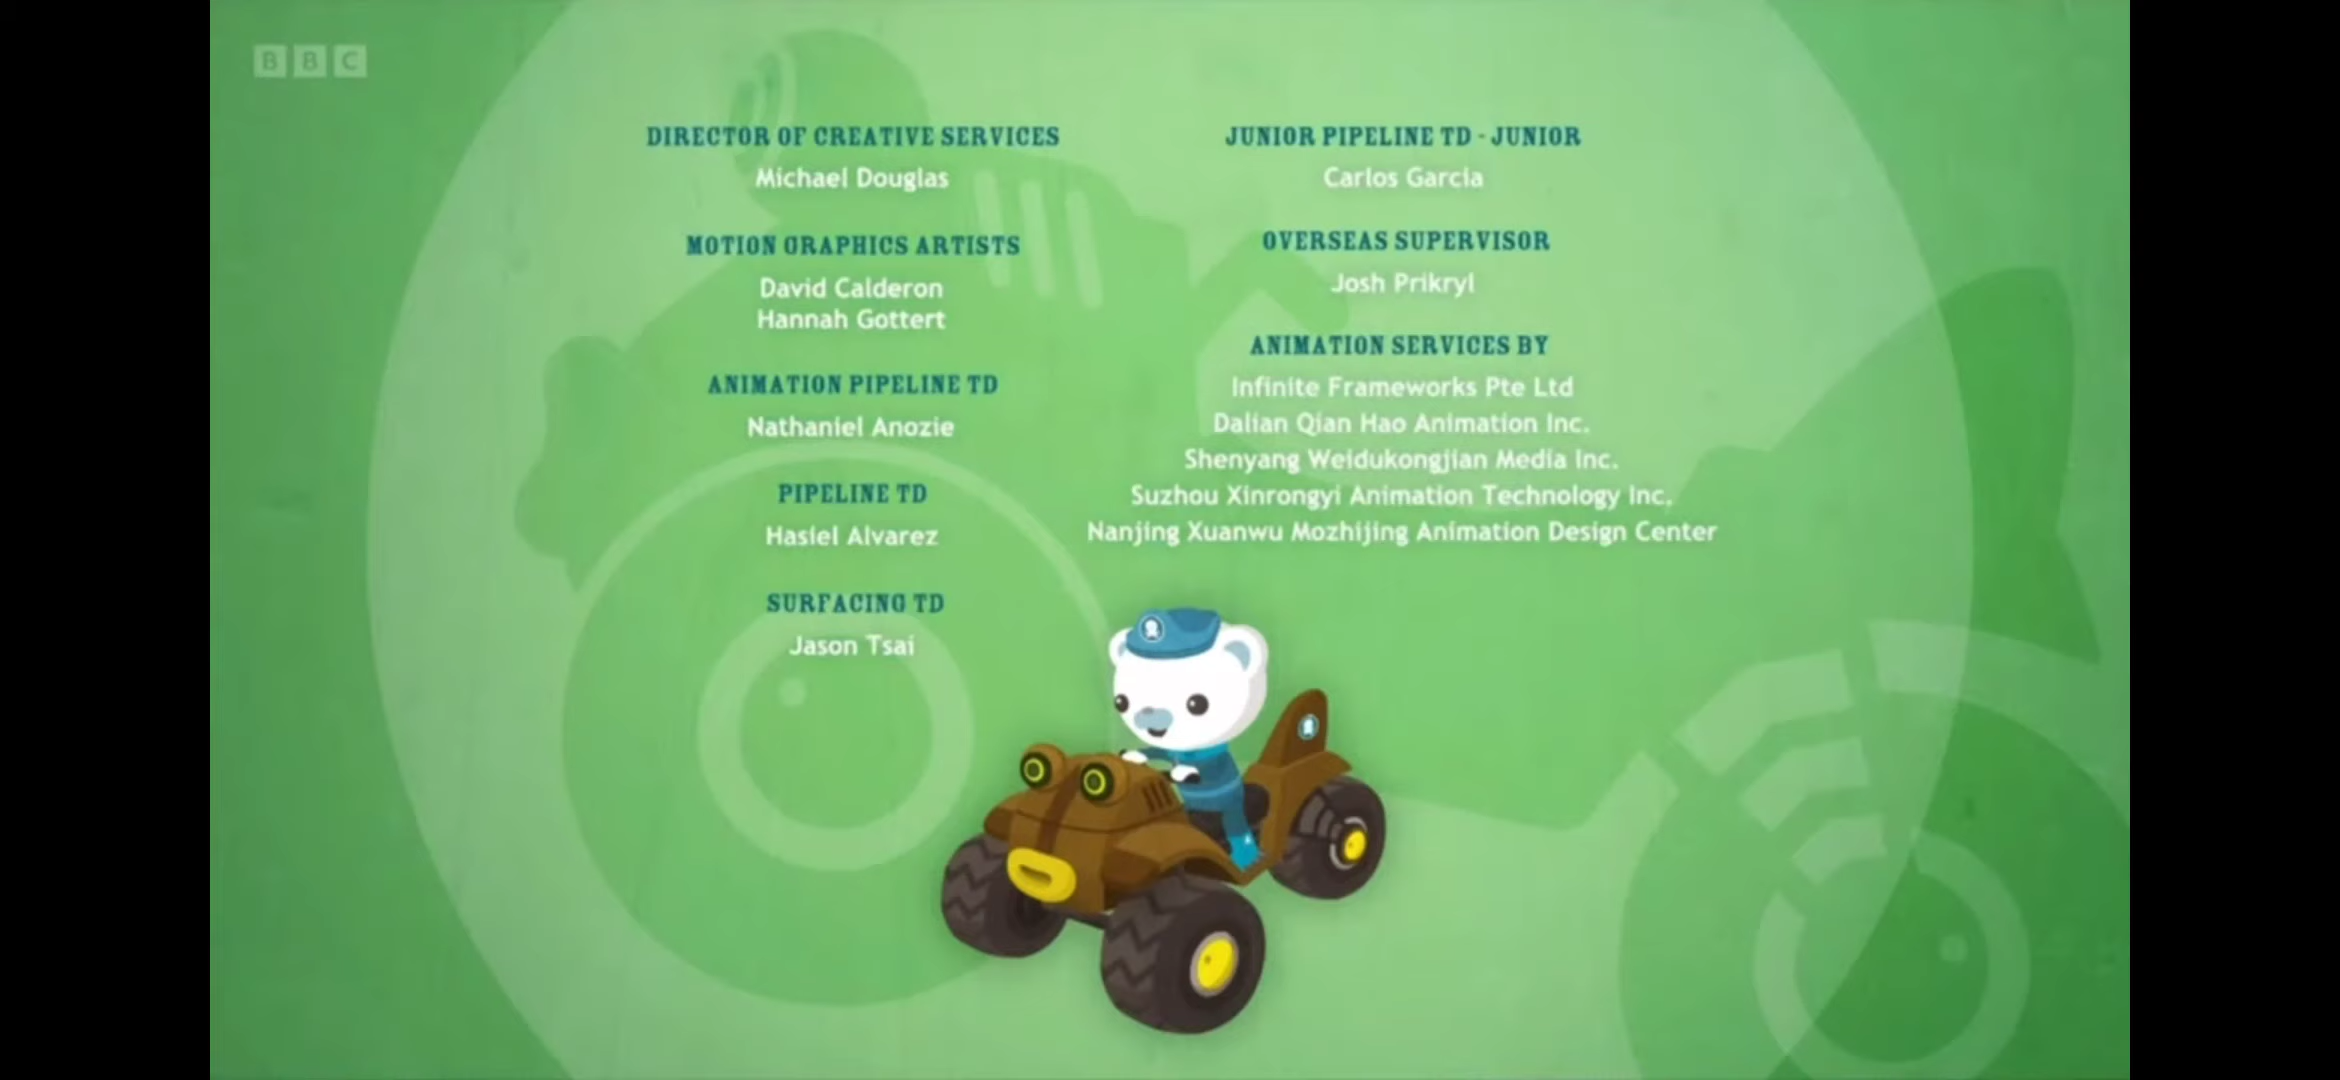 BBC
DIRECTOR OF CREATIVE SERVICES
Michael Douglas
MOTION GRAPHICS ARTISTS
David Calderon
Hannah Gottert
ANIMATION PIPELINE TD
Nathaniel Anozie
PIPELINE TD
Hasiel Alvarez
SURFACING TD
Jason Tsai
JUNIOR PIPELINE TD - JUNIOR
Carlos Garcia
OVERSEAS SUPERVISOR
Josh Prikryl
ANIMATION SERVICES BY
Infinite Frameworks Pte Ltd
Dalian Qian Hao Animation Inc.
Shenyang Weidukongjian Media Inc.
Suzhou Xinrongyi Animation Technology Inc.
Nanjing Xuanwu Mozhijing Animation Design Center